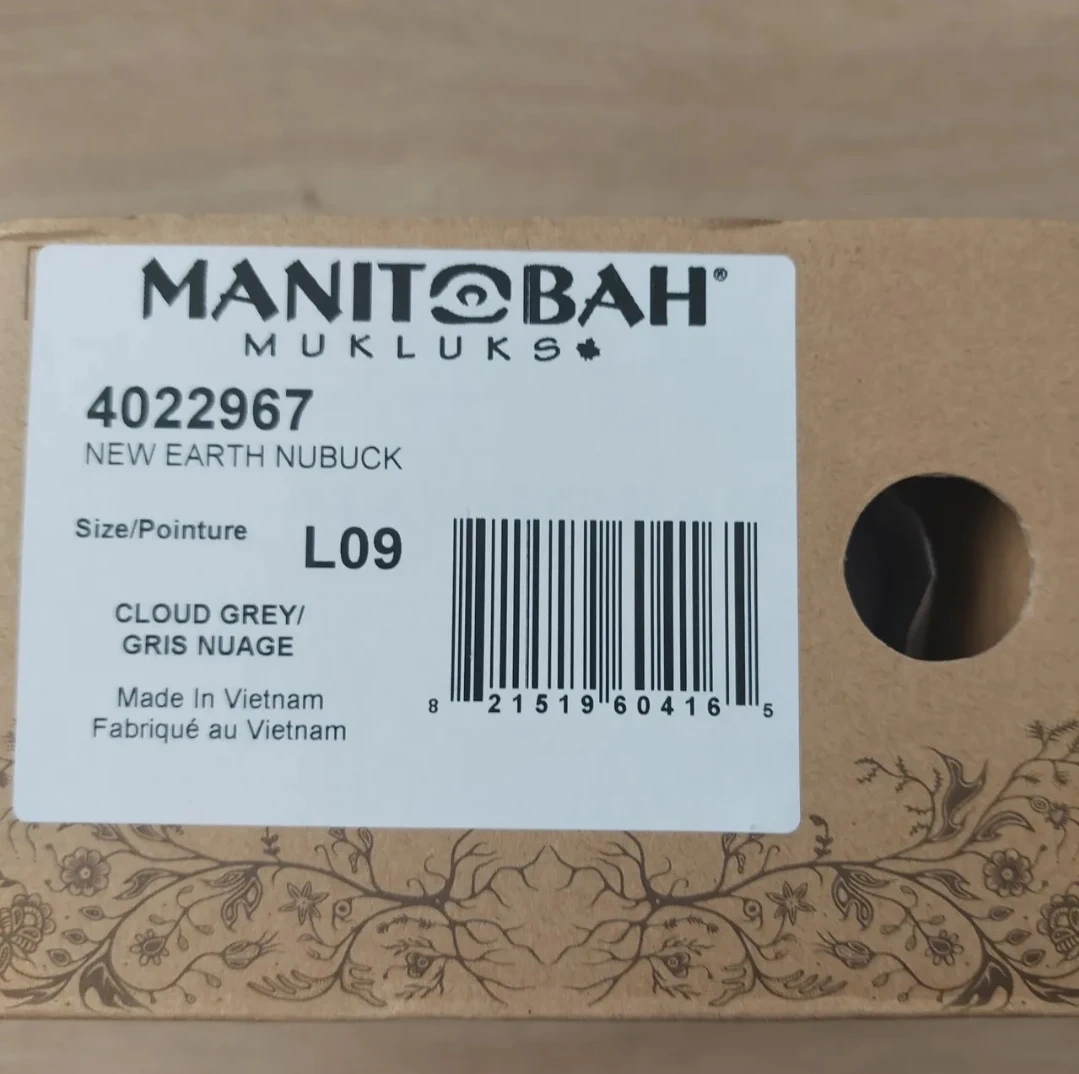 MANITOBAH®
MUKLUKS
4022967
NEW EARTH NUBUCK
Size/Pointure L09
CLOUD GREY/
GRIS NUAGE
Made In Vietnam
Fabriqué au Vietnam
8 21519 60416 5